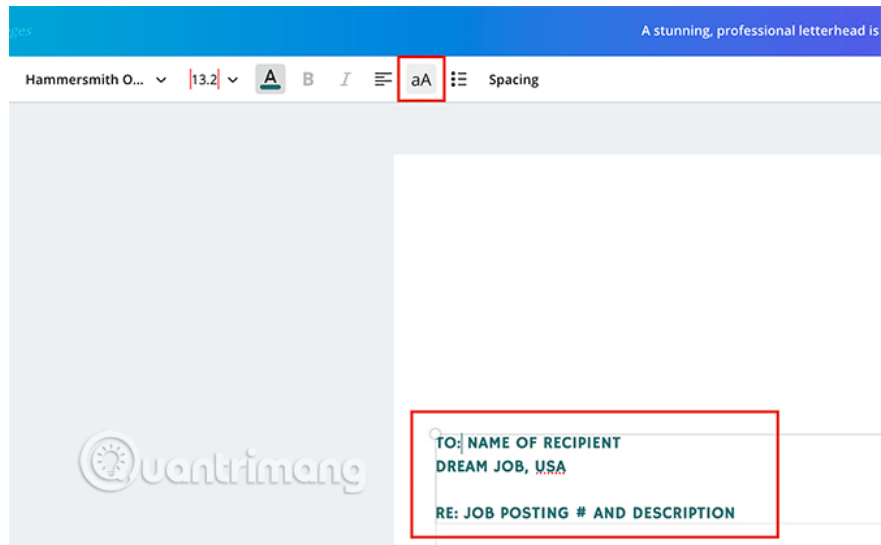 ges
A stunning, professional letterhead is
Hammersmith O... 13.2 A B I aA Spacing
Quantrimang
TO: NAME OF RECIPIENT
DREAM JOB, USA
RE: JOB POSTING # AND DESCRIPTION